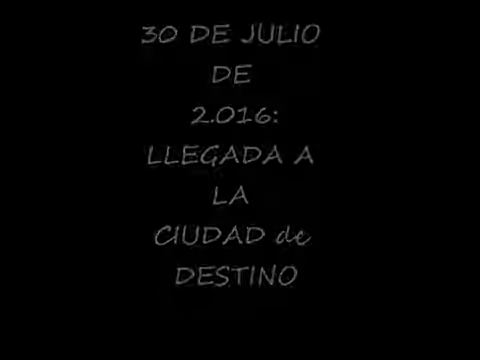 30 DE JULIO
DE
2.016:
LLEGADA A
LA
CIUDAD de
DESTINO